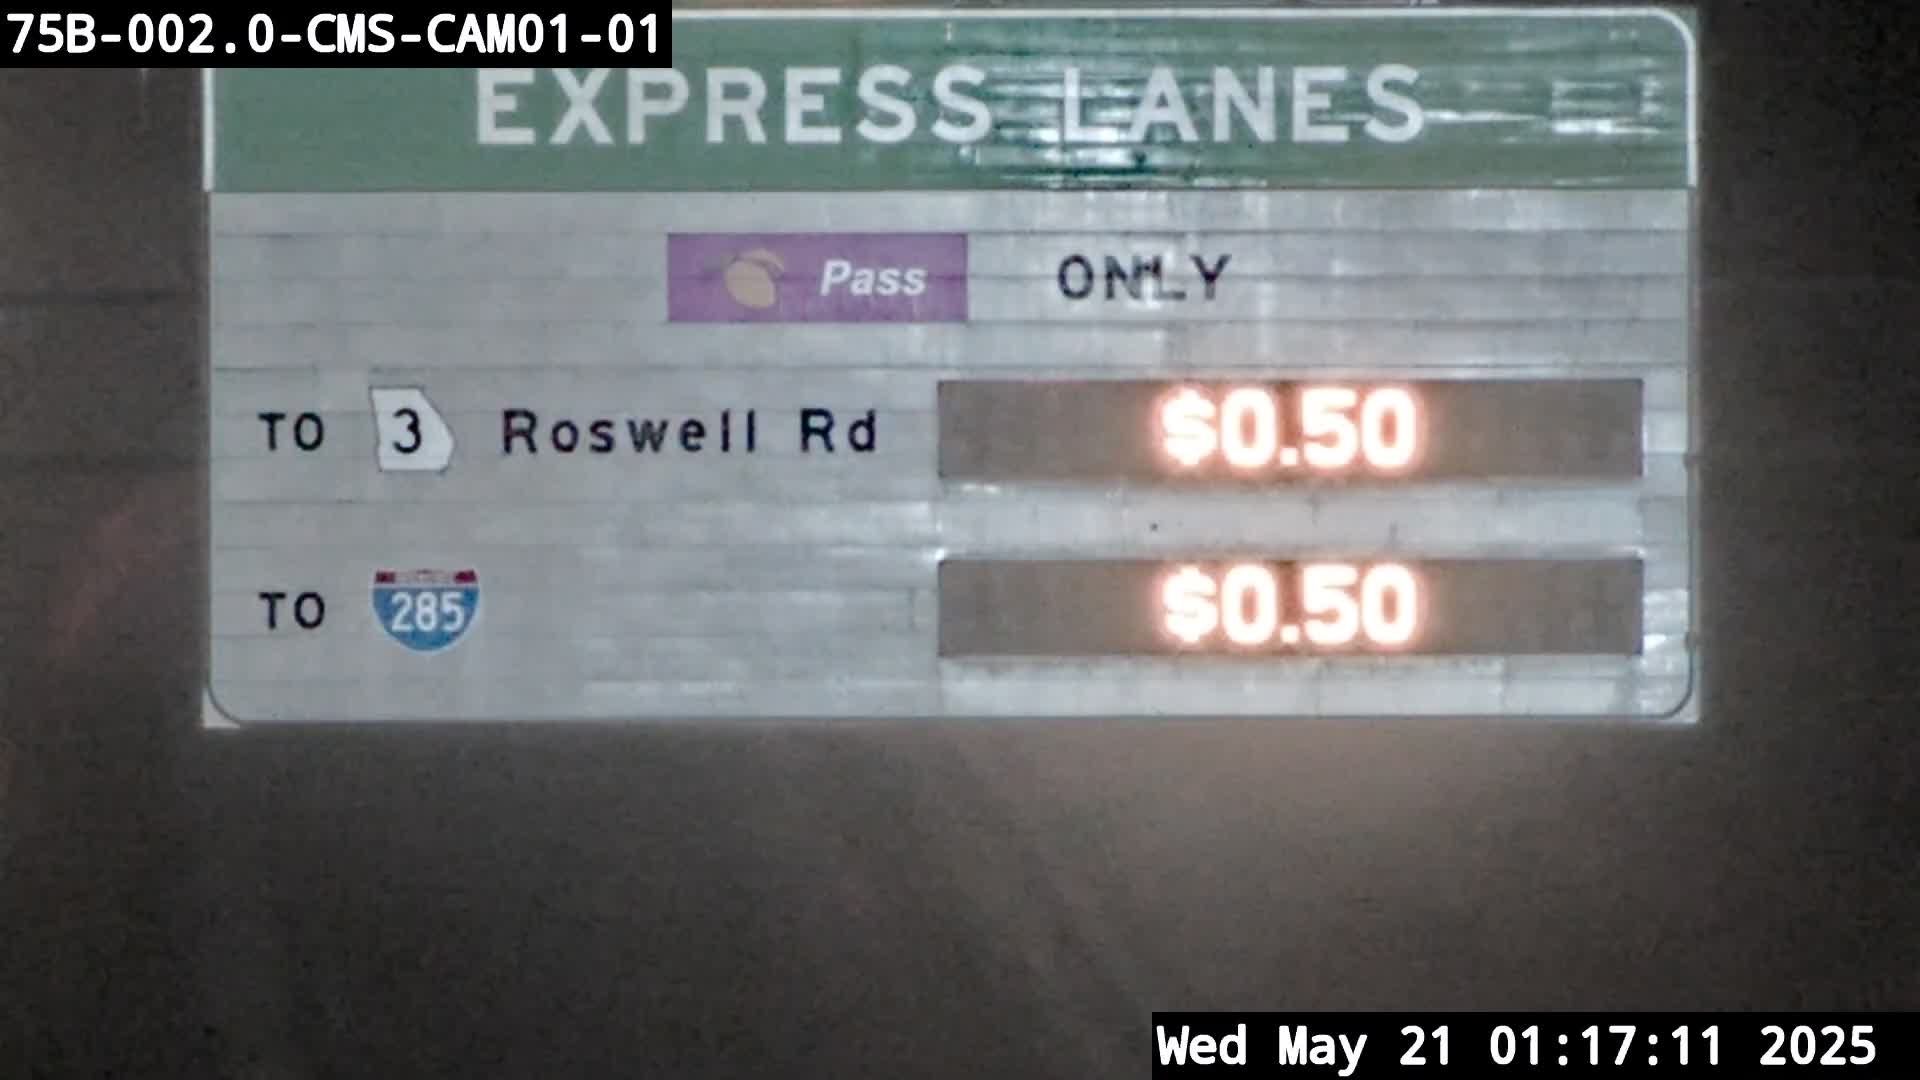 75B-002.0-CMS-CAM01-01
EXPRESS LANES
Pass ONLY
TO 3 Roswell Rd $0.50
TO 285 $0.50
Wed May 21 01:17:11 2025